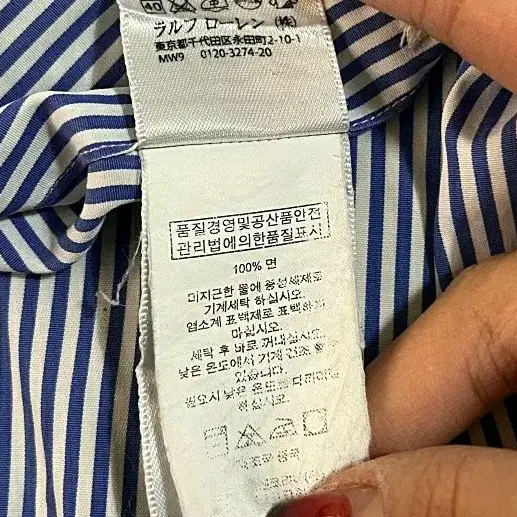 40
ラルフ ローレン (株)
東京都千代田区永田町2-10-1
MW9 0120-3274-20
품질경영및공산품안전
관리법에의한품질표시
100% 면
미지근한 물에 중성세제로
기계세탁 하십시오.
염소계 표백제로 표백하지
마십시오.
세탁 후 바로 꺼내십시오.
낮은 온도에서 기계 건조 할 수
있습니다.
필요시 낮은 온도로 다림질
하십시오.